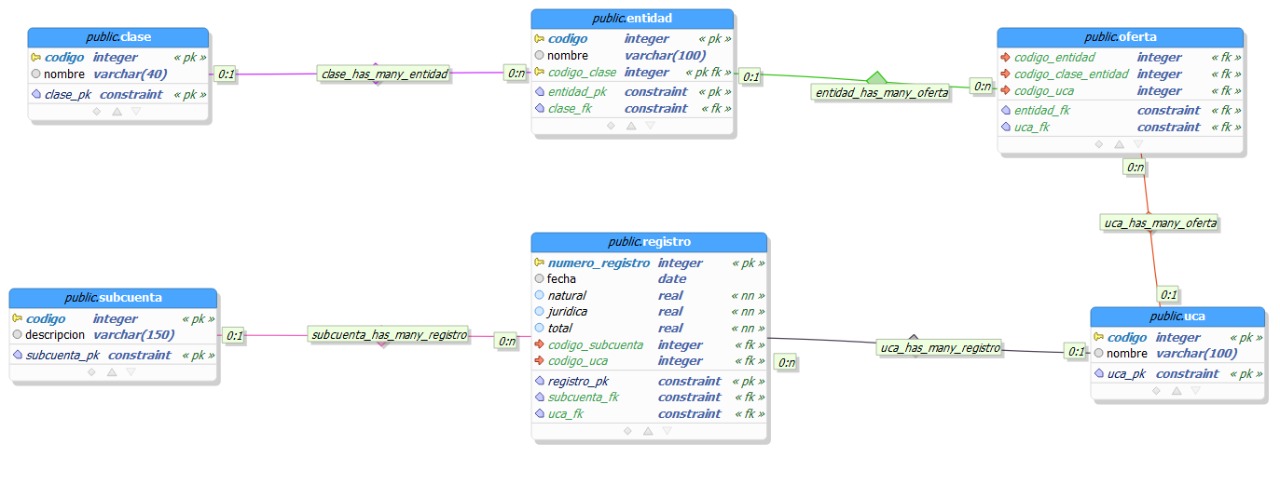 public.clase
codigo integer « pk »
nombre varchar(40)
clase_pk constraint « pk »
0:1
clase_has_many_entidad
0:n
public.entidad
codigo integer « pk »
nombre varchar(100)
codigo_clase integer « pk fk »
entidad_pk constraint « pk »
clase_fk constraint « fk »
0:1
entidad_has_many_oferta
0:n
public.oferta
codigo_entidad integer « fk »
codigo_clase_entidad integer « fk »
codigo_uca integer « fk »
entidad_fk constraint « fk »
uca_fk constraint « fk »
0:n
uca_has_many_oferta
0:1
public.subcuenta
codigo integer « pk »
descripcion varchar(150)
subcuenta_pk constraint « pk »
0:1
subcuenta_has_many_registro
0:n
public.registro
numero_registro integer « pk »
fecha date
natural real « nn »
juridica real « nn »
total real « nn »
codigo_subcuenta integer « fk »
codigo_uca integer « fk »
registro_pk constraint « pk »
subcuenta_fk constraint « fk »
uca_fk constraint « fk »
0:n
uca_has_many_registro
0:1
public.uca
codigo integer « pk »
nombre varchar(100)
uca_pk constraint « pk »